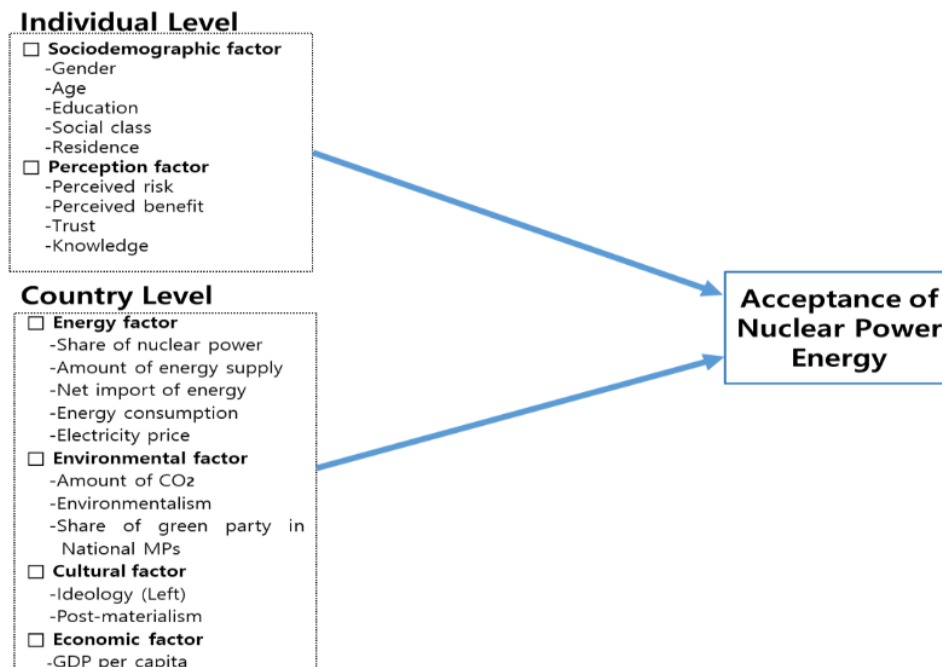 Individual Level
☐ Sociodemographic factor
-Gender
-Age
-Education
-Social class
-Residence
☐ Perception factor
-Perceived risk
-Perceived benefit
-Trust
-Knowledge
Country Level
☐ Energy factor
-Share of nuclear power
-Amount of energy supply
-Net import of energy
-Energy consumption
-Electricity price
☐ Environmental factor
-Amount of CO2
-Environmentalism
-Share of green party in
National MPs
☐ Cultural factor
-Ideology (Left)
-Post-materialism
☐ Economic factor
-GDP per capita
Acceptance of
Nuclear Power
Energy